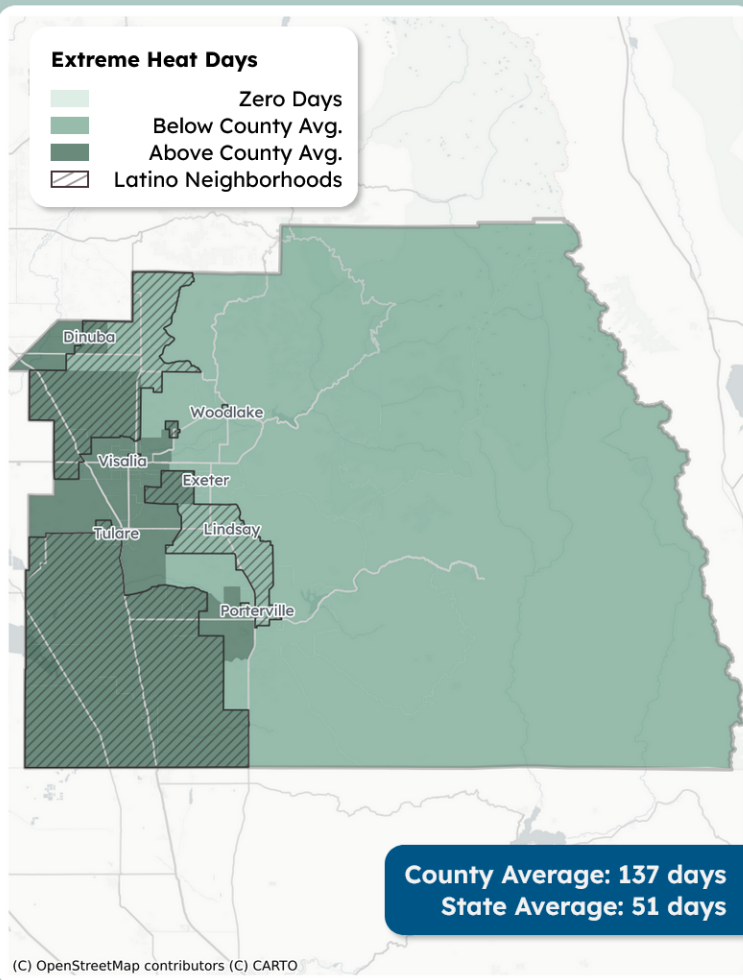 Extreme Heat Days
Zero Days
Below County Avg.
Above County Avg.
Latino Neighborhoods
Dinuba
Woodlake
Visalia
Exeter
Tulare
Lindsay
Porterville
County Average: 137 days
State Average: 51 days
(C) OpenStreetMap contributors (C) CARTO